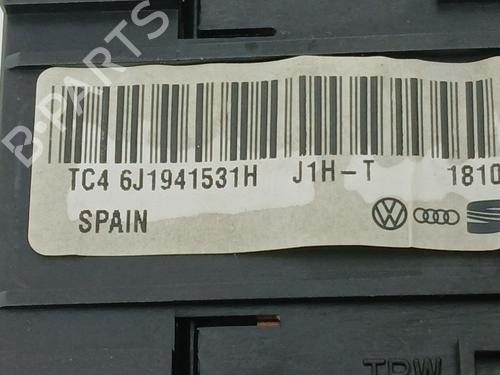 B-PARTS
TC4 6J1941531H J1H-T 1810
SPAIN
TRW